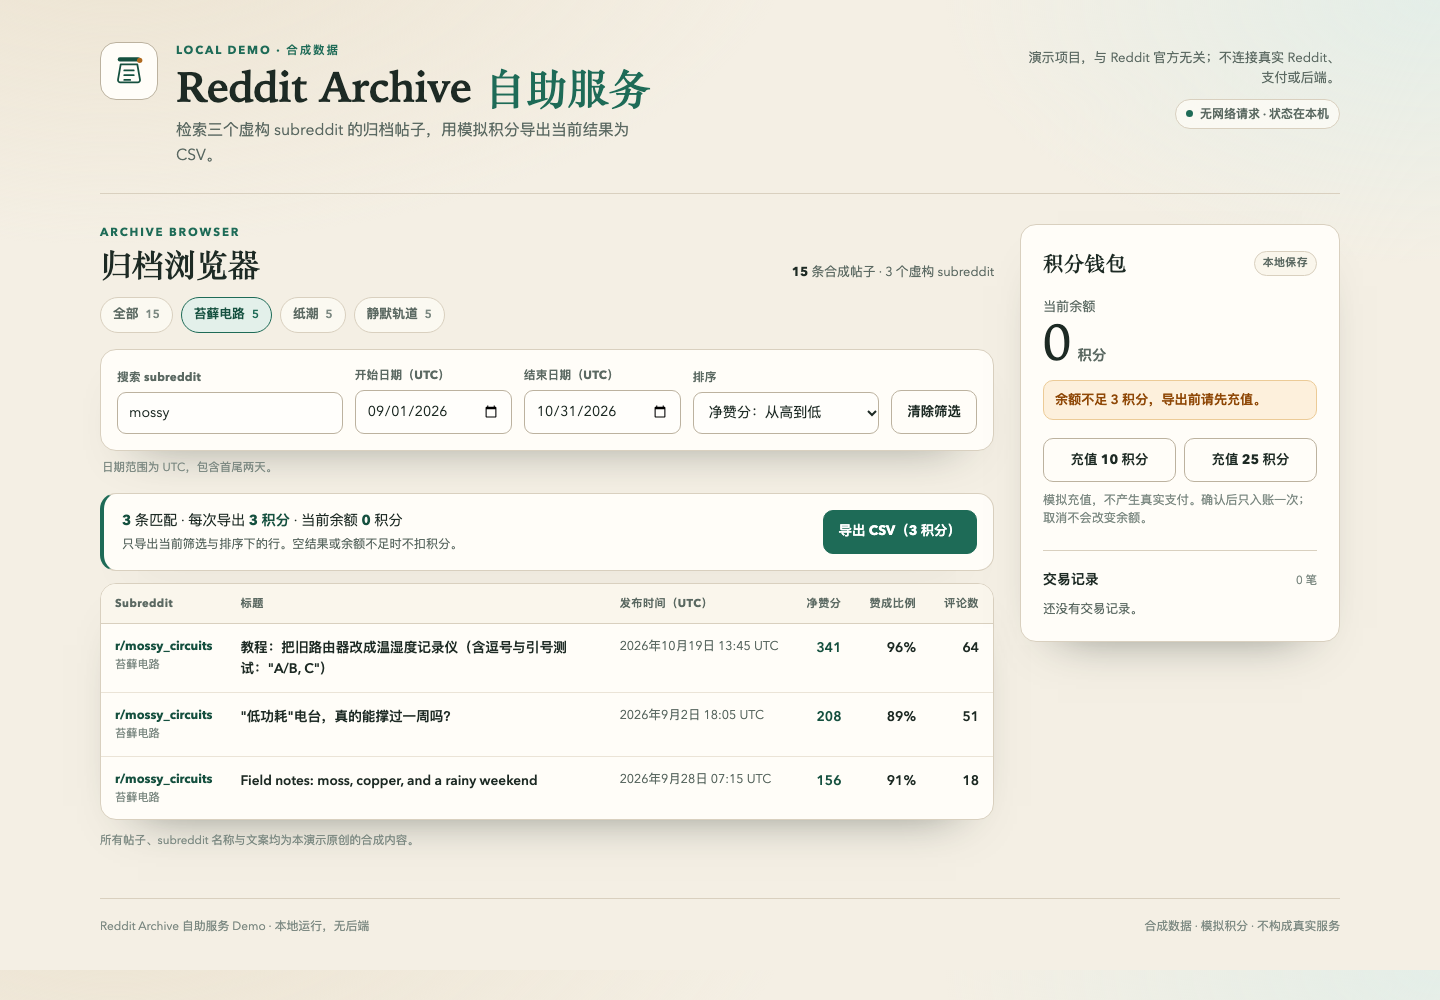 LOCAL DEMO · 合成数据
Reddit Archive 自助服务
检索三个虚构 subreddit 的归档帖子，用模拟积分导出当前结果为
CSV。
演示项目，与 Reddit 官方无关；不连接真实 Reddit、
支付或后端。
无网络请求 · 状态在本机
ARCHIVE BROWSER
归档浏览器
15 条合成帖子 · 3 个虚构 subreddit
全部 15
苔藓电路 5
纸潮 5
静默轨道 5
搜索 subreddit
开始日期（UTC）
结束日期（UTC）
排序
mossy
09/01/2026
10/31/2026
净赞分：从高到低
清除筛选
日期范围为 UTC，包含首尾两天。
3 条匹配 · 每次导出 3 积分 · 当前余额 0 积分
只导出当前筛选与排序下的行。空结果或余额不足时不扣积分。
导出 CSV（3 积分）
Subreddit 标题 发布时间（UTC） 净赞分 赞成比例 评论数
r/mossy_circuits 教程：把旧路由器改成温湿度记录仪（含逗号与引号测 2026年10月19日 13:45 UTC 341 96% 64
苔藓电路 试："A/B, C"）
r/mossy_circuits "低功耗"电台，真的能撑过一周吗？ 2026年9月2日 18:05 UTC 208 89% 51
苔藓电路
r/mossy_circuits Field notes: moss, copper, and a rainy weekend 2026年9月28日 07:15 UTC 156 91% 18
苔藓电路
所有帖子、subreddit 名称与文案均为本演示原创的合成内容。
积分钱包
本地保存
当前余额
0 积分
余额不足 3 积分，导出前请先充值。
充值 10 积分
充值 25 积分
模拟充值，不产生真实支付。确认后只入账一次；
取消不会改变余额。
交易记录
0 笔
还没有交易记录。
Reddit Archive 自助服务 Demo · 本地运行，无后端
合成数据 · 模拟积分 · 不构成真实服务